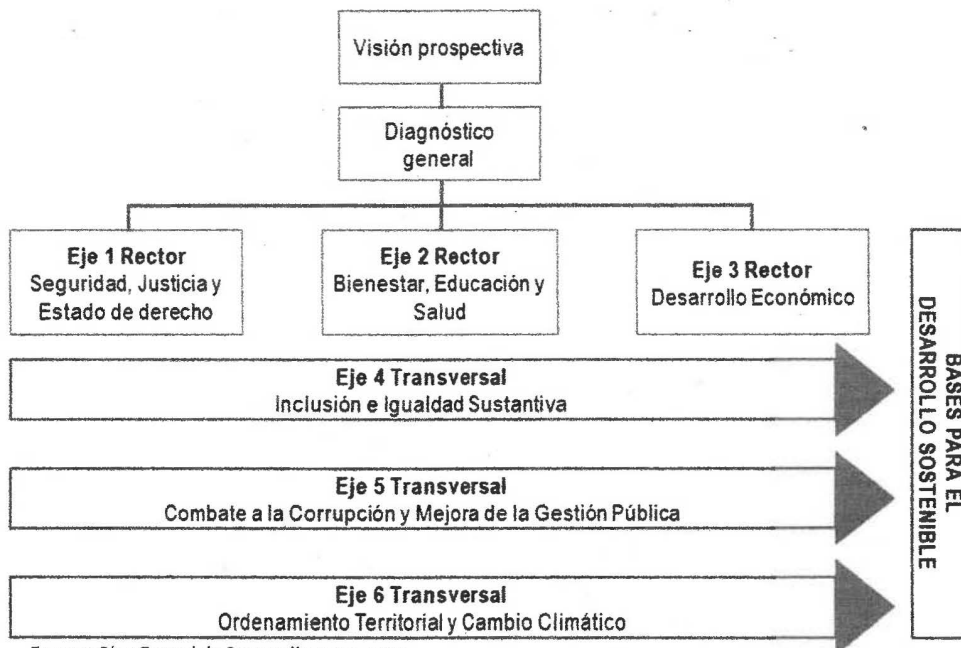 Visión prospectiva
Diagnóstico
general
Eje 1 Rector
Seguridad, Justicia y
Estado de derecho
Eje 2 Rector
Bienestar, Educación y
Salud
Eje 3 Rector
Desarrollo Económico
Eje 4 Transversal
Inclusión e Igualdad Sustantiva
Eje 5 Transversal
Combate a la Corrupción y Mejora de la Gestión Pública
Eje 6 Transversal
Ordenamiento Territorial y Cambio Climático
BASES PARA EL
DESARROLLO SOSTENIBLE